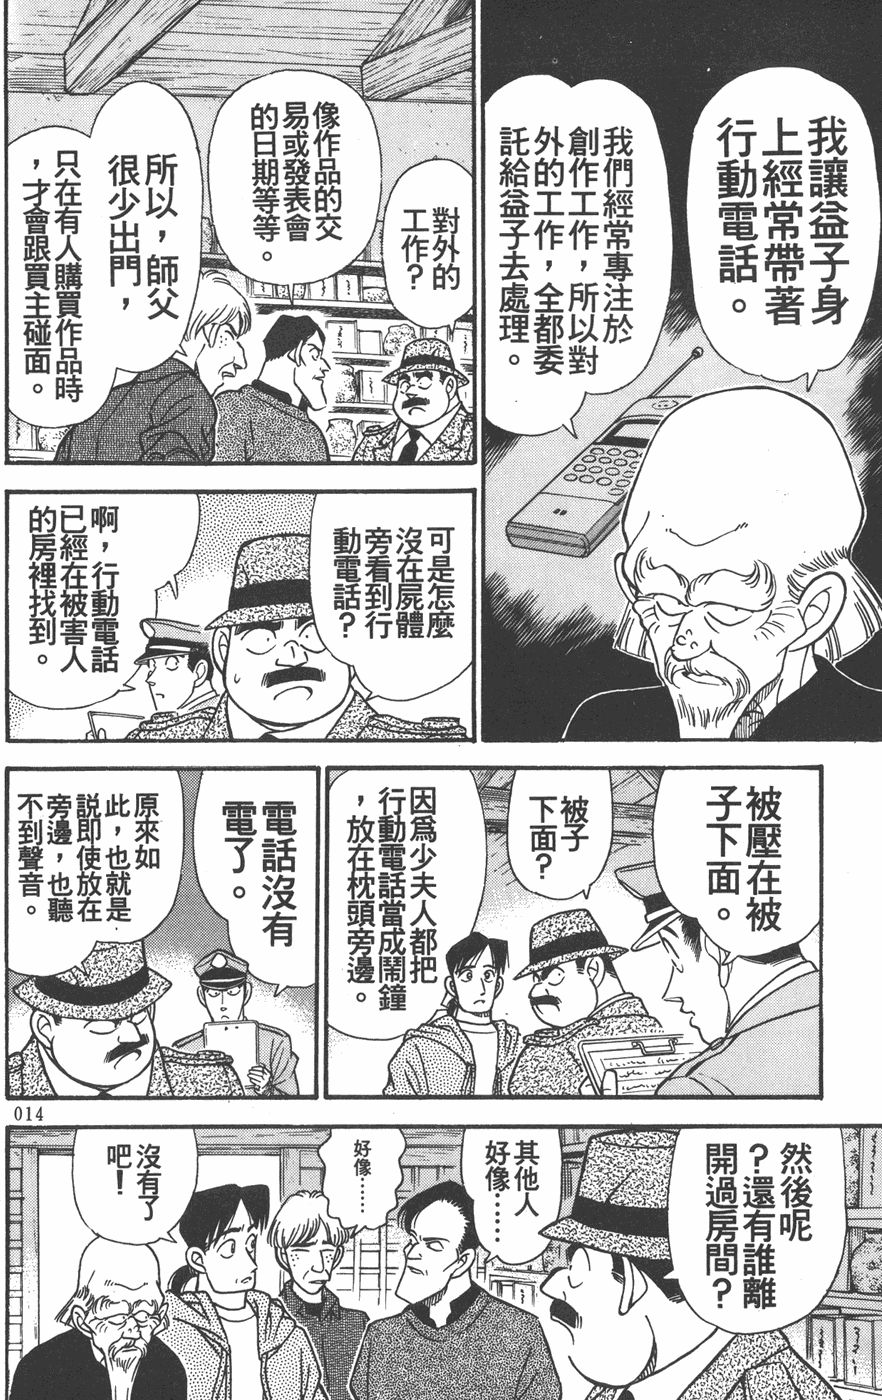 我讓益子身
上經常帶著
行動電話。
我們經常專注於
創作工作，所以對
外的工作，全都委
託給益子去處理。
對外的
工作？
像作品的交
易或發表會
的日期等等。
所以，師父
很少出門，
只在有人購買作品時
，才會跟買主碰面。
可是怎麼
沒在屍體
旁看到行
動電話？
啊，行動電話
已經在被害人
的房裡找到。
被壓在被
子下面。
被子
下面？
因爲少夫人都把
行動電話當成鬧鐘
，放在枕頭旁邊。
電話沒有
電了。
原來如
此，也就是
說即使放在
旁邊，也聽
不到聲音。
014
然後呢
？還有誰離
開過房間？
其他人
好像……
好像……
沒有了
吧！